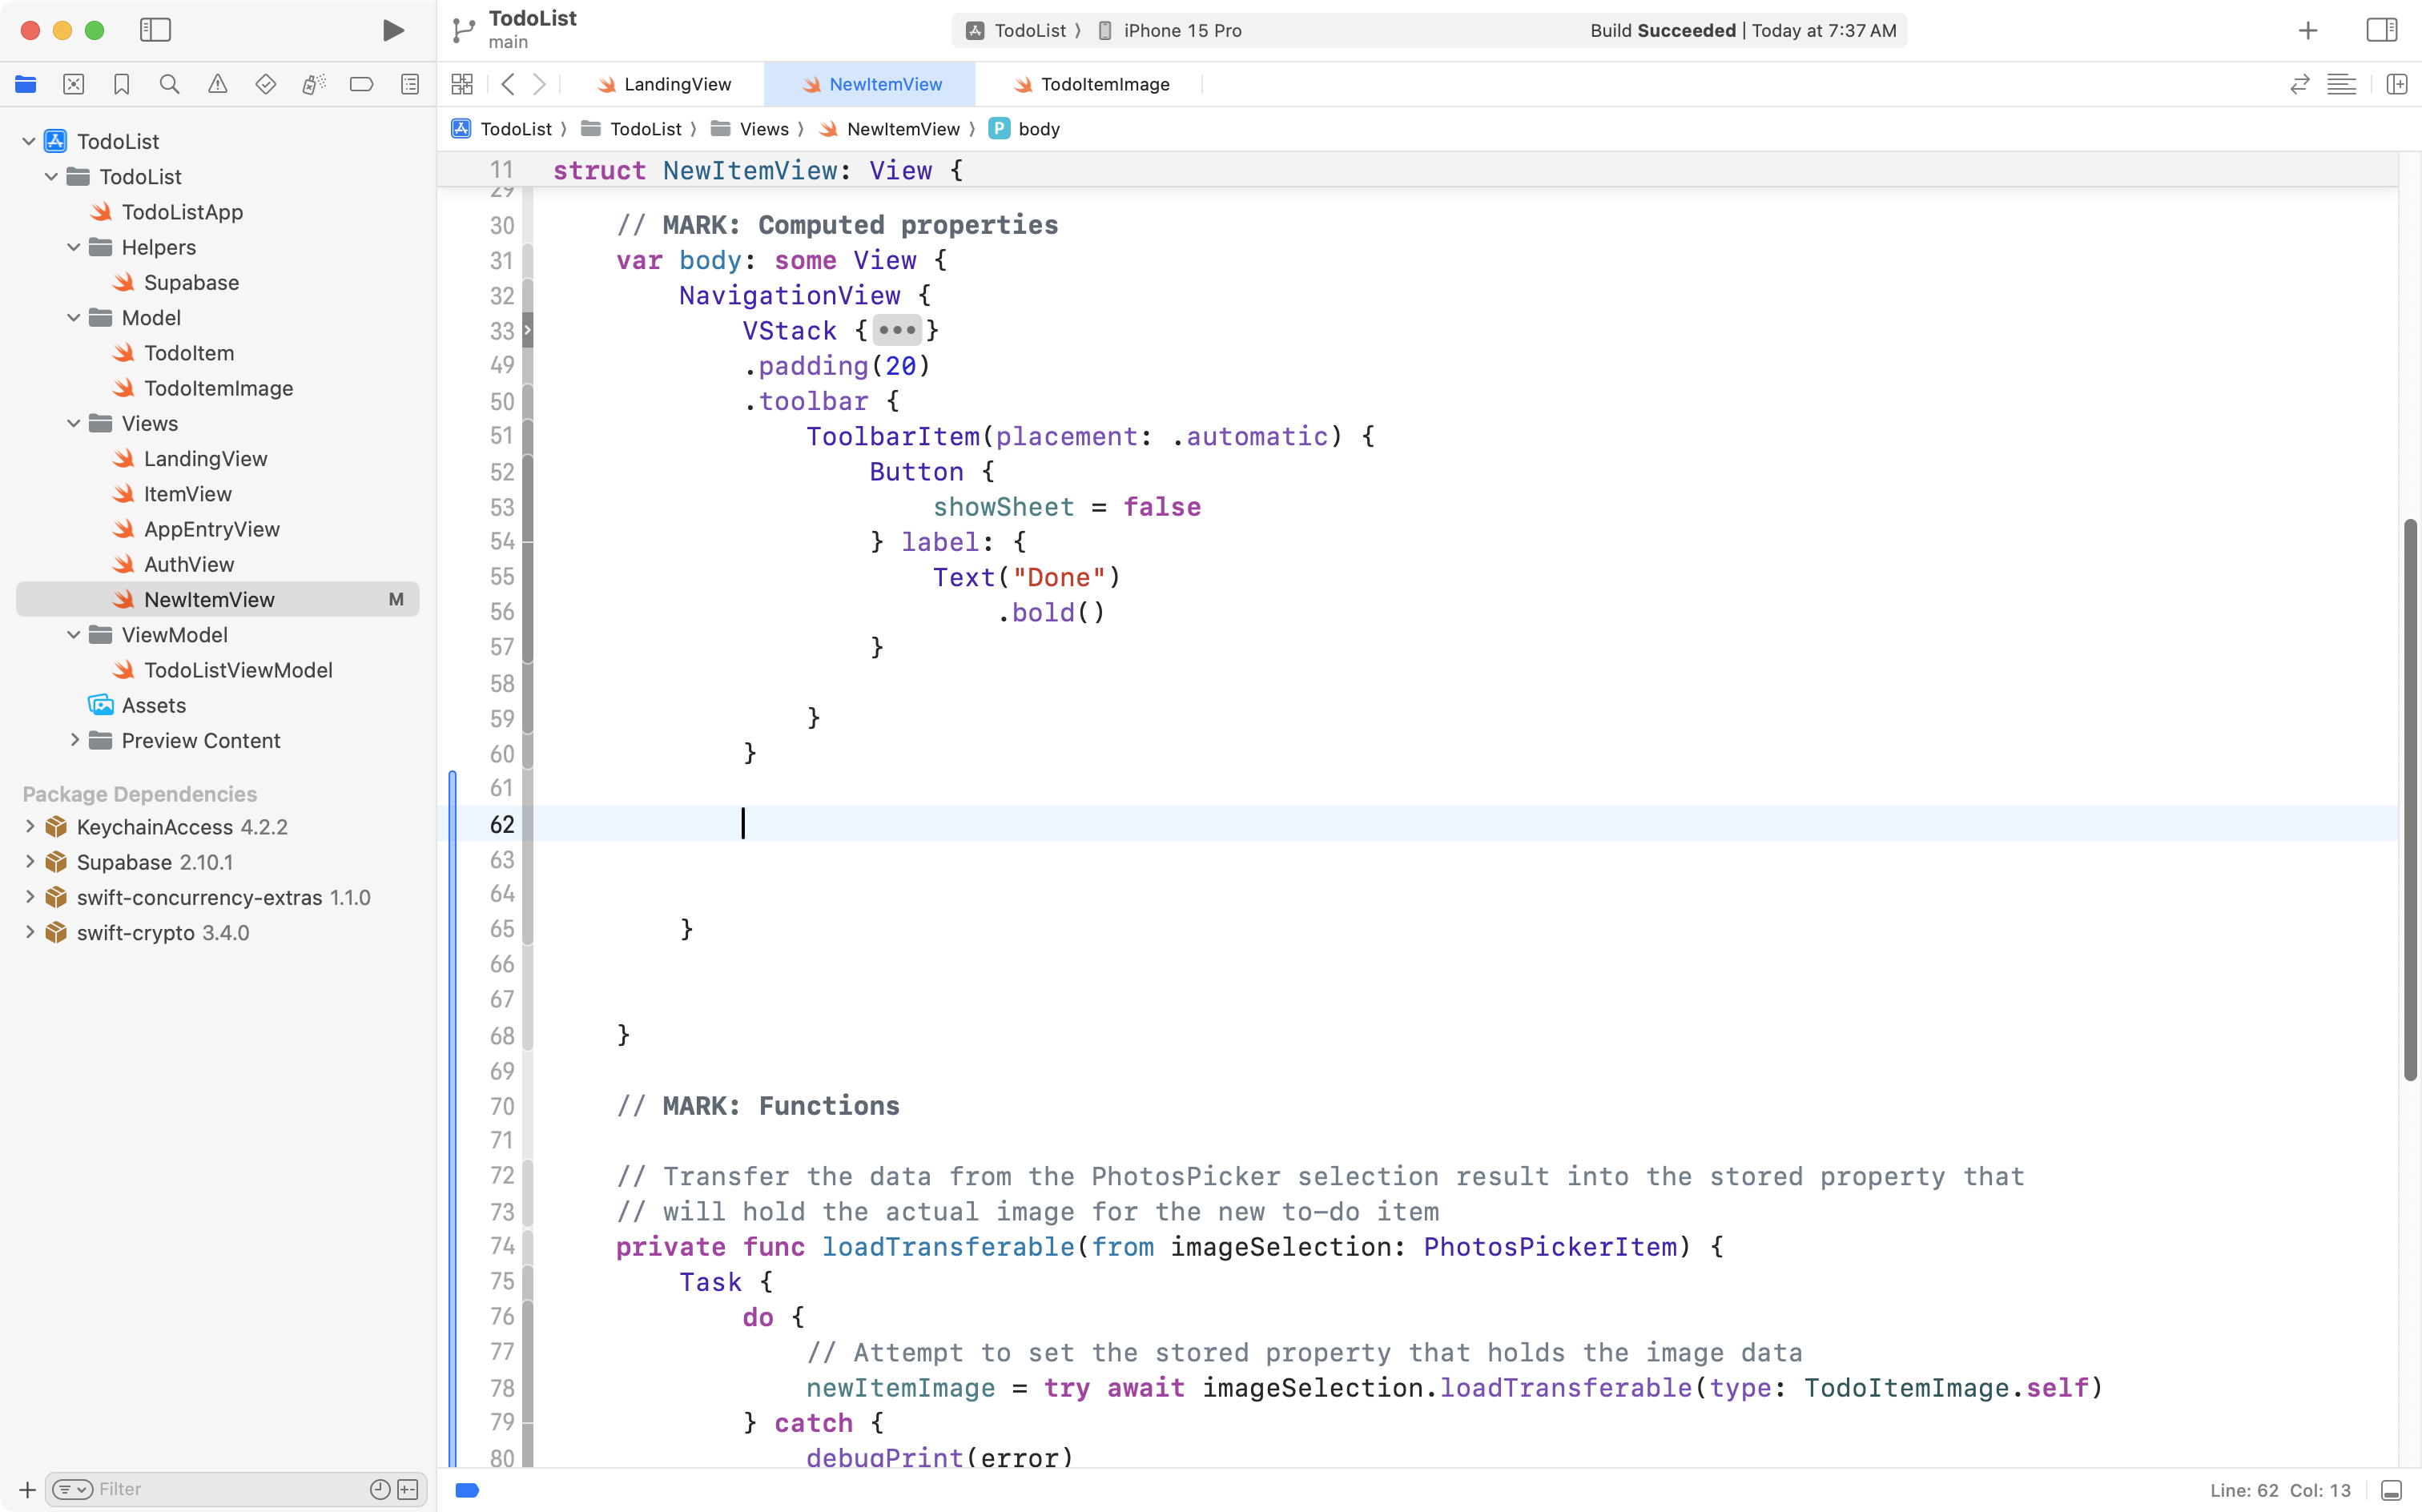 TodoList
main
TodoList ⟩ iPhone 15 Pro
Build Succeeded | Today at 7:37 AM
LandingView
NewItemView
TodoItemImage
TodoList ⟩ TodoList ⟩ Views ⟩ NewItemView ⟩ P body
TodoList
TodoList
TodoListApp
Helpers
Supabase
Model
TodoItem
TodoItemImage
Views
LandingView
ItemView
AppEntryView
AuthView
NewItemView M
ViewModel
TodoListViewModel
Assets
Preview Content
Package Dependencies
KeychainAccess 4.2.2
Supabase 2.10.1
swift-concurrency-extras 1.1.0
swift-crypto 3.4.0
Filter
11 struct NewItemView: View {
29
30 // MARK: Computed properties
31 var body: some View {
32 NavigationView {
33 VStack {•••}
49 .padding(20)
50 .toolbar {
51 ToolbarItem(placement: .automatic) {
52 Button {
53 showSheet = false
54 } label: {
55 Text("Done")
56 .bold()
57 }
58
59 }
60 }
61
62
63
64
65 }
66
67
68 }
69
70 // MARK: Functions
71
72 // Transfer the data from the PhotosPicker selection result into the stored property that
73 // will hold the actual image for the new to-do item
74 private func loadTransferable(from imageSelection: PhotosPickerItem) {
75 Task {
76 do {
77 // Attempt to set the stored property that holds the image data
78 newItemImage = try await imageSelection.loadTransferable(type: TodoItemImage.self)
79 } catch {
80 debugPrint(error)
Line: 62 Col: 13